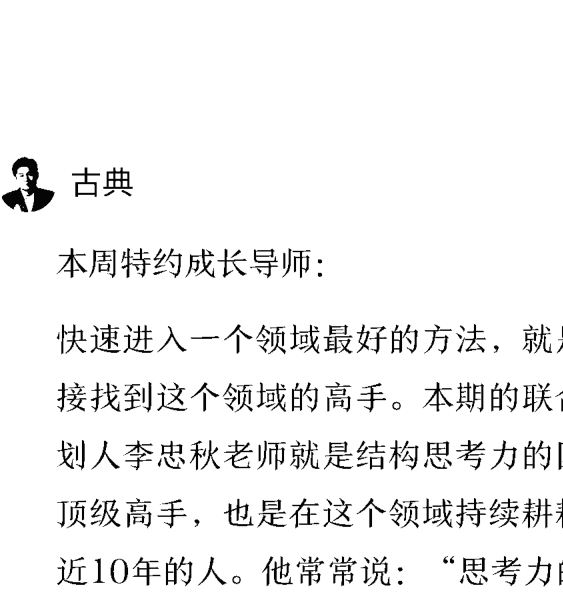 古典
本周特约成长导师：
快速进入一个领域最好的方法，就
接找到这个领域的高手。本期的联
划人李忠秋老师就是结构思考力的
顶级高手，也是在这个领域持续耕
近10年的人。他常常说：“思考力